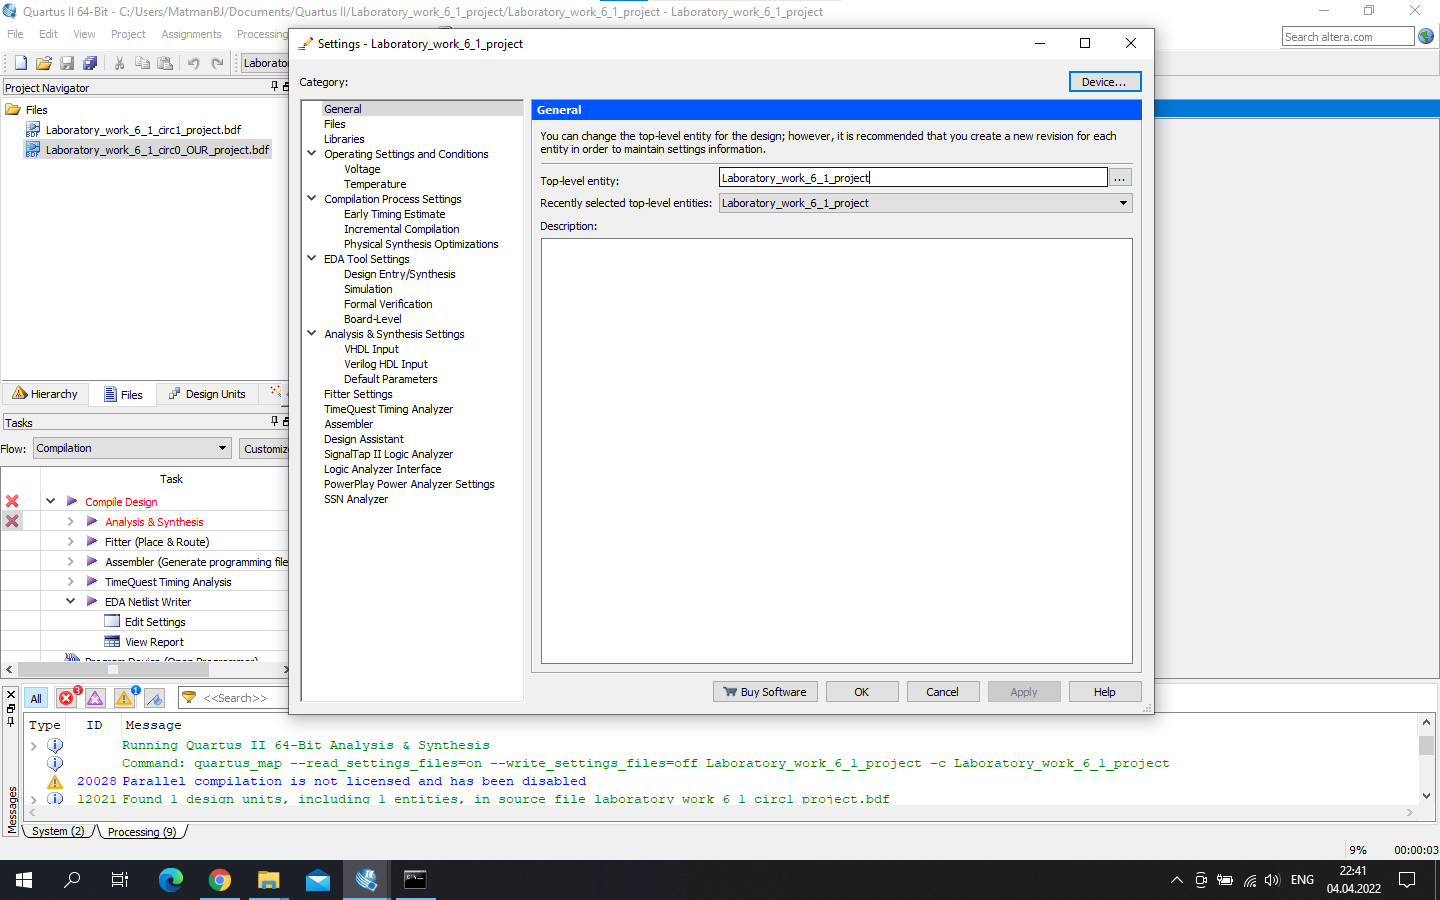 Quartus II 64-Bit - C:/Users/MatmanBJ/Documents/Quartus II/Laboratory_work_6_1_project/Laboratory_work_6_1_project - Laboratory_work_6_1_project
File Edit View Project Assignments Processing
Search altera.com
Laborato
Project Navigator
Files
Laboratory_work_6_1_circ1_project.bdf
Laboratory_work_6_1_circ0_OUR_project.bdf
Hierarchy Files Design Units
Tasks
Flow: Compilation Customize
Task
Compile Design
Analysis & Synthesis
Fitter (Place & Route)
Assembler (Generate programming file
TimeQuest Timing Analysis
EDA Netlist Writer
Edit Settings
View Report
Program Device (Open Programmer)
Settings - Laboratory_work_6_1_project
Category:
Device...
General
Files
Libraries
Operating Settings and Conditions
Voltage
Temperature
Compilation Process Settings
Early Timing Estimate
Incremental Compilation
Physical Synthesis Optimizations
EDA Tool Settings
Design Entry/Synthesis
Simulation
Formal Verification
Board-Level
Analysis & Synthesis Settings
VHDL Input
Verilog HDL Input
Default Parameters
Fitter Settings
TimeQuest Timing Analyzer
Assembler
Design Assistant
SignalTap II Logic Analyzer
Logic Analyzer Interface
PowerPlay Power Analyzer Settings
SSN Analyzer
General
You can change the top-level entity for the design; however, it is recommended that you create a new revision for each
entity in order to maintain settings information.
Top-level entity: Laboratory_work_6_1_project ...
Recently selected top-level entities: Laboratory_work_6_1_project
Description:
Buy Software OK Cancel Apply Help
All 3 1 <<Search>>
Type ID Message
Running Quartus II 64-Bit Analysis & Synthesis
Command: quartus_map --read_settings_files=on --write_settings_files=off Laboratory_work_6_1_project -c Laboratory_work_6_1_project
20028 Parallel compilation is not licensed and has been disabled
12021 Found 1 design units, including 1 entities, in source file laboratory_work_6_1_circ1_project.bdf
Messages
System (2) Processing (9)
9% 00:00:03
ENG 22:41
04.04.2022